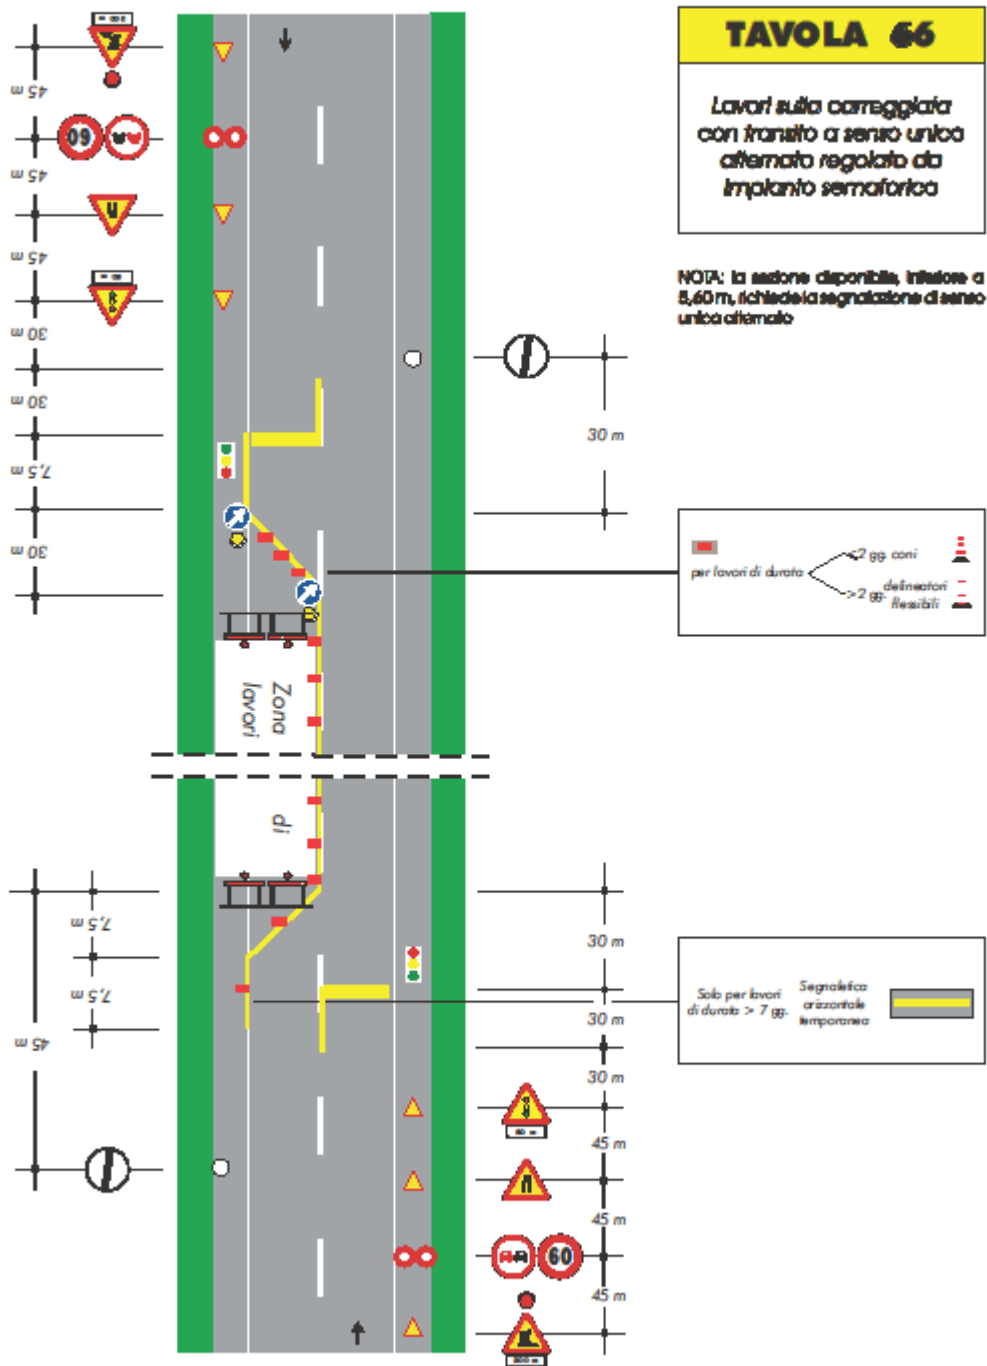 TAVOLA 66
Lavori sulla carreggiata
con transito a senso unico
alternato regolato da
impianto semaforico
NOTA: la sezione disponibile, inferiore a
5,60 m, richiede la segnalazione di senso
unico alternato
45 m
60
45 m
45 m
30 m
30 m
7,5 m
30 m
30 m
per lavori di durata
<2 gg. coni
>2 gg. delineatori
flessibili
Zona
lavori
di
7,5 m
7,5 m
45 m
30 m
30 m
30 m
Solo per lavori
di durata > 7 gg.
Segnaletica
orizzontale
temporanea
60 m
45 m
45 m
60
45 m